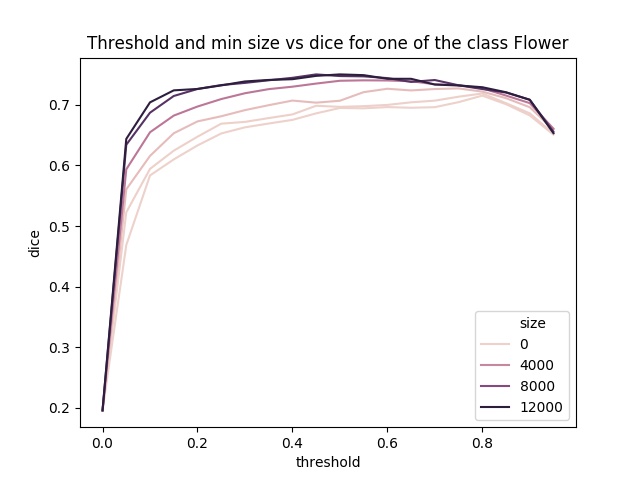 Threshold and min size vs dice for one of the class Flower
dice
0.7
0.6
0.5
0.4
0.3
0.2
size
0
4000
8000
12000
0.0 0.2 0.4 0.6 0.8
threshold